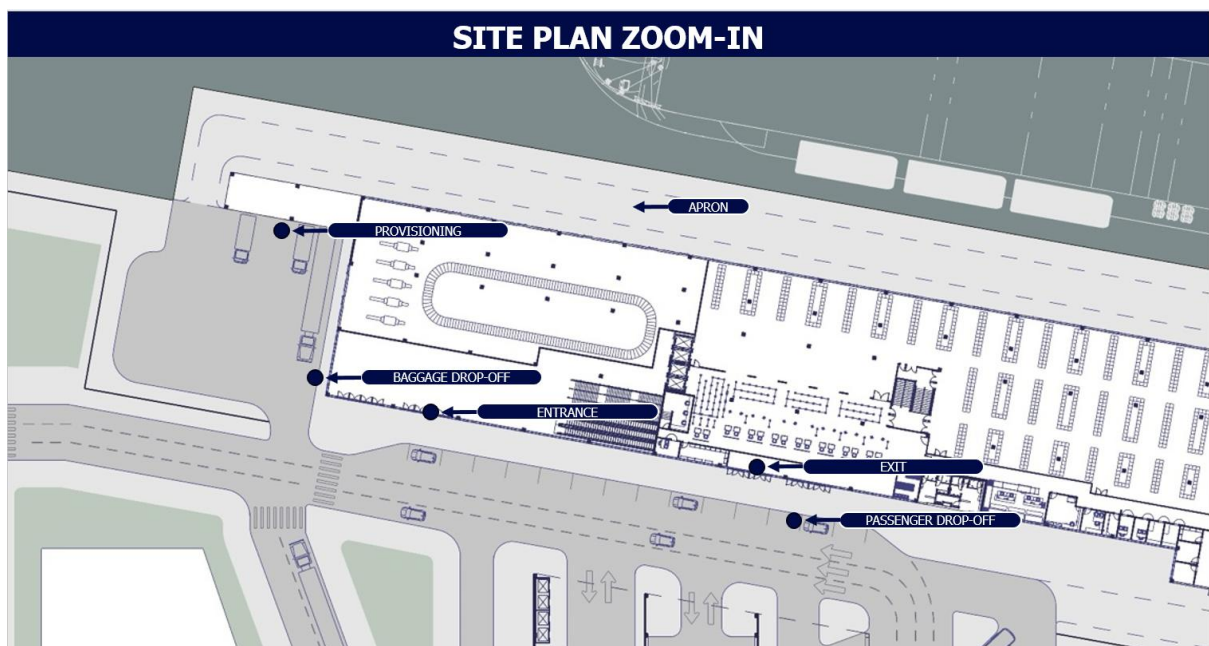 SITE PLAN ZOOM-IN
APRON
PROVISIONING
BAGGAGE DROP-OFF
ENTRANCE
EXIT
PASSENGER DROP-OFF